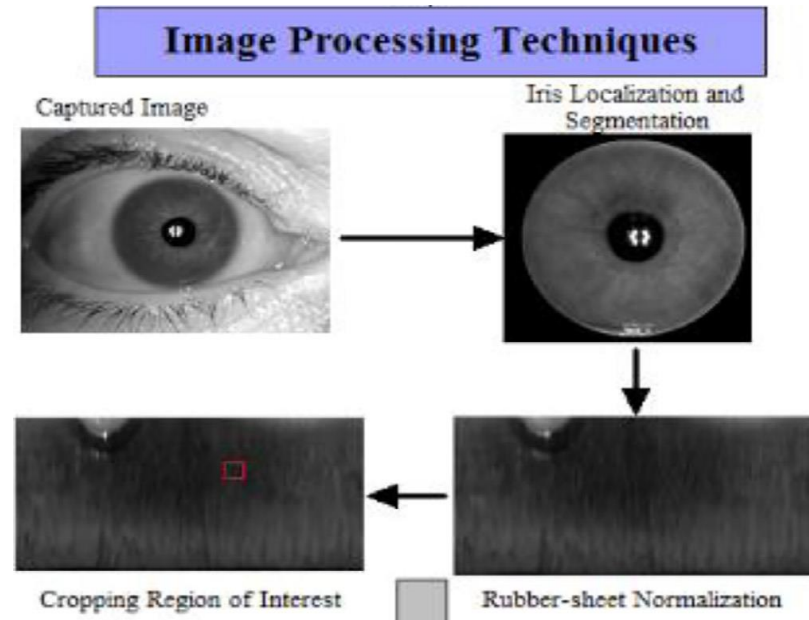 Image Processing Techniques
Captured Image
Iris Localization and
Segmentation
Cropping Region of Interest
Rubber-sheet Normalization